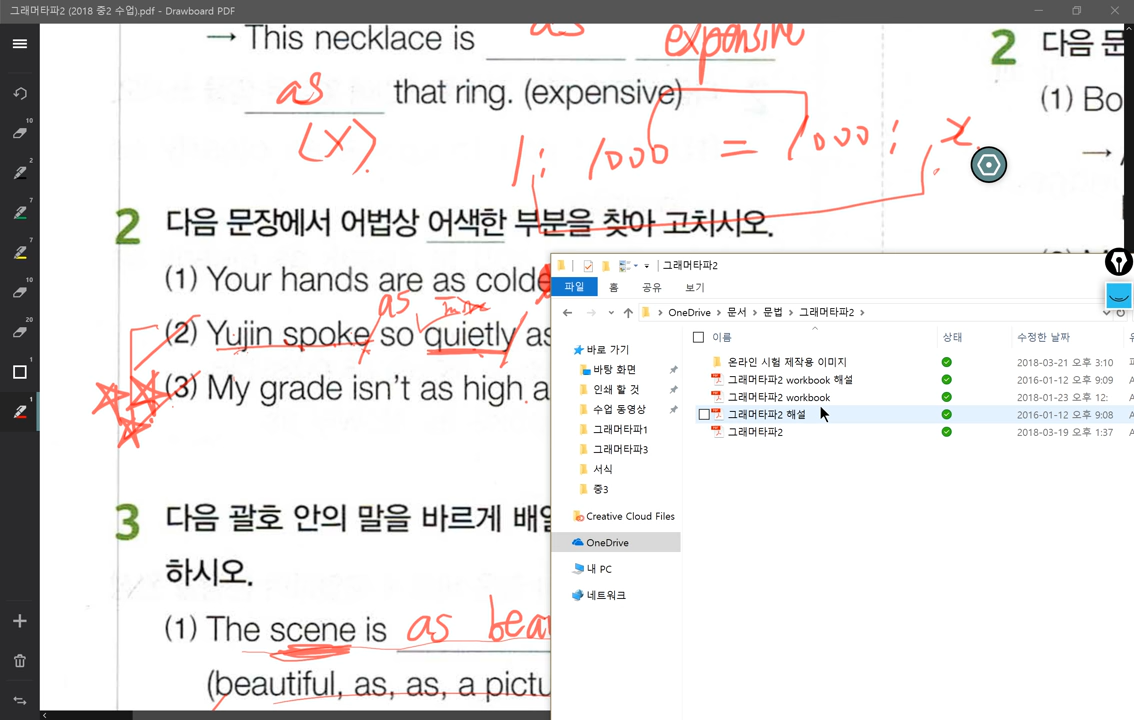 그래머타파2 (2018 중2 수업).pdf - Drawboard PDF
as expensive
→ This necklace is
as that ring. (expensive)
(X).
1 : 1000 = 1000 : x
2 다음 문장에서 어법상 어색한 부분을 찾아 고치시오.
(1) Your hands are as colde
as
(2) Yujin spoke so quietly as
(3) My grade isn't as high a
3 다음 괄호 안의 말을 바르게 배열
하시오.
(1) The scene is as bea
(beautiful, as, as, a pictu
2 다음 문
(1) Bo
→
10
2
7
7
10
20
1
1
그래머타파2
파일 홈 공유 보기
OneDrive > 문서 > 문법 > 그래머타파2 >
바로 가기
바탕 화면
인쇄 할 것
수업 동영상
그래머타파1
그래머타파3
서식
중3
Creative Cloud Files
OneDrive
내 PC
네트워크
이름 상태 수정한 날짜
온라인 시험 제작용 이미지 2018-03-21 오후 3:10
그래머타파2 workbook 해설 2016-01-12 오후 9:09
그래머타파2 workbook 2018-01-23 오후 12:
그래머타파2 해설 2016-01-12 오후 9:08
그래머타파2 2018-03-19 오후 1:37